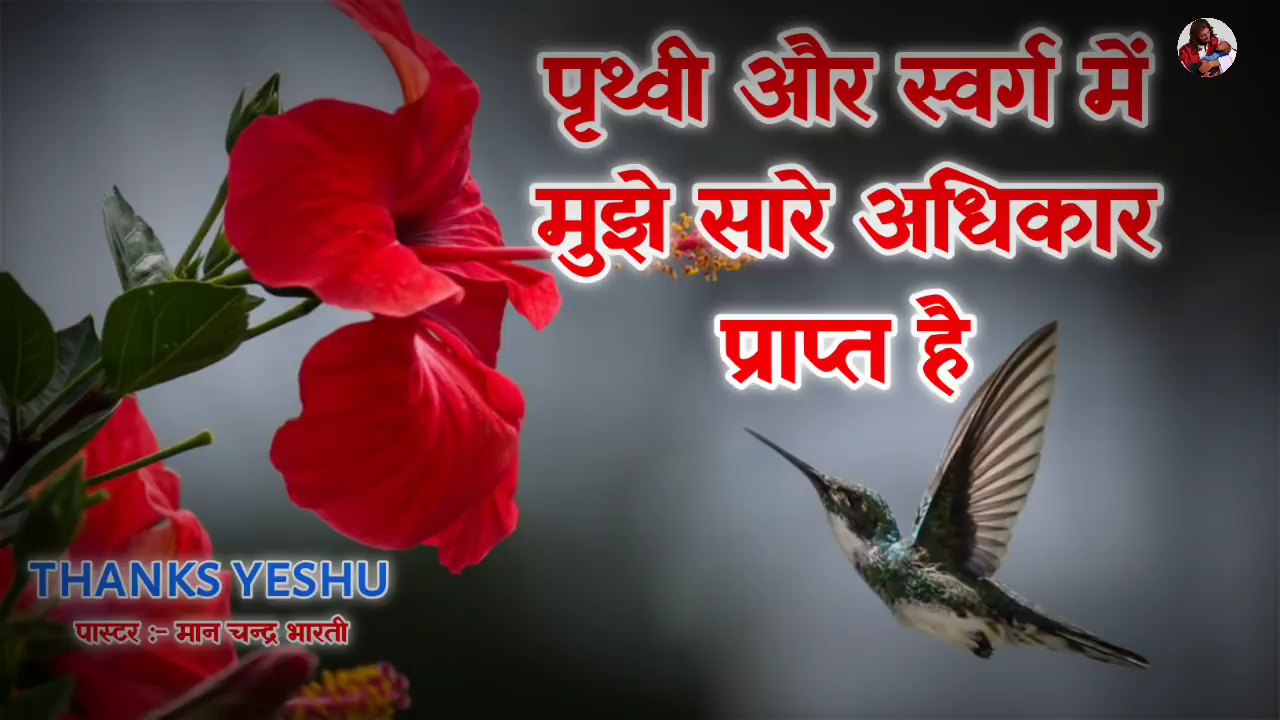 पृथ्वी और स्वर्ग में
मुझे सारे अधिकार
प्राप्त है
THANKS YESHU
पास्टर :- मान चन्द्र भारती